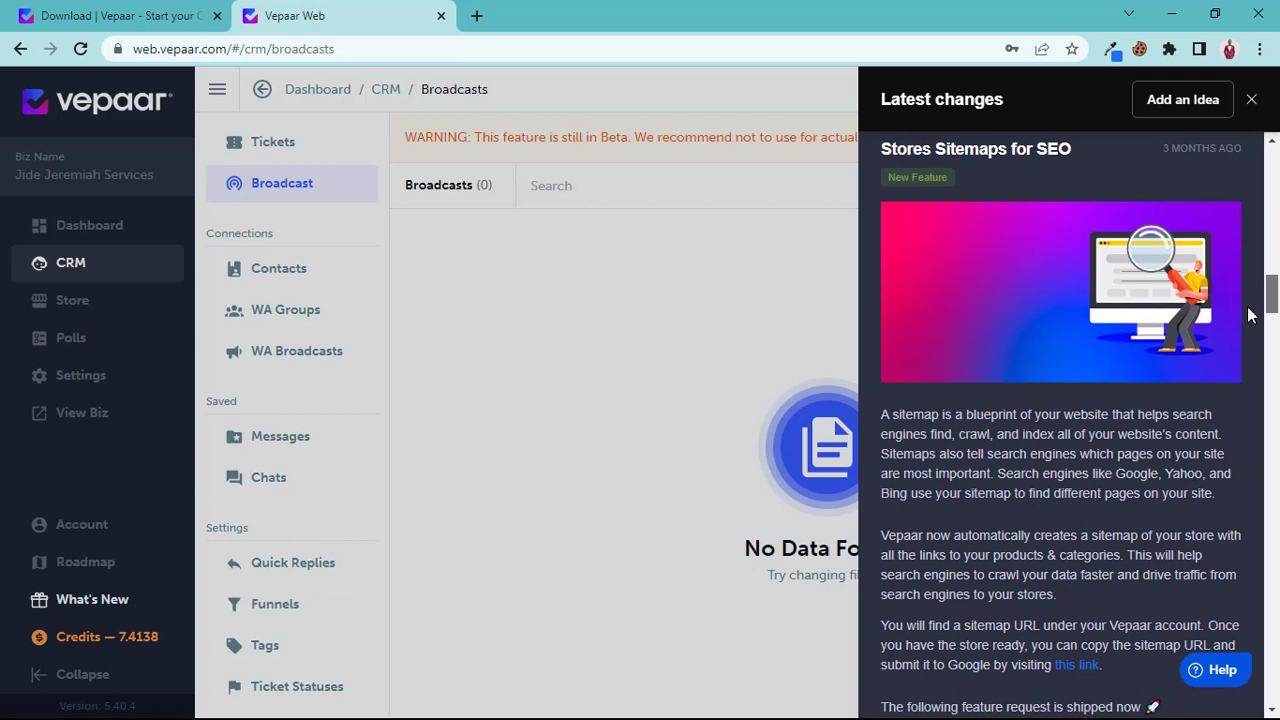 Download | Vepaar - Start your C
Vepaar Web
web.vepaar.com/#/crm/broadcasts
vepaar
Biz Name
Jide Jeremiah Services
Dashboard
CRM
Store
Polls
Settings
View Biz
Account
Roadmap
What's New
Credits — 7.4138
Collapse
Version: 5.40.4
Dashboard / CRM / Broadcasts
Tickets
Broadcast
Connections
Contacts
WA Groups
WA Broadcasts
Saved
Messages
Chats
Settings
Quick Replies
Funnels
Tags
Ticket Statuses
WARNING: This feature is still in Beta. We recommend not to use for actual
Broadcasts (0)
Search
No Data Fo
Try changing fil
Latest changes
Add an Idea
Stores Sitemaps for SEO
3 MONTHS AGO
New Feature
A sitemap is a blueprint of your website that helps search
engines find, crawl, and index all of your website's content.
Sitemaps also tell search engines which pages on your site
are most important. Search engines like Google, Yahoo, and
Bing use your sitemap to find different pages on your site.
Vepaar now automatically creates a sitemap of your store with
all the links to your products & categories. This will help
search engines to crawl your data faster and drive traffic from
search engines to your stores.
You will find a sitemap URL under your Vepaar account. Once
you have the store ready, you can copy the sitemap URL and
submit it to Google by visiting this link.
Help
The following feature request is shipped now 🚀